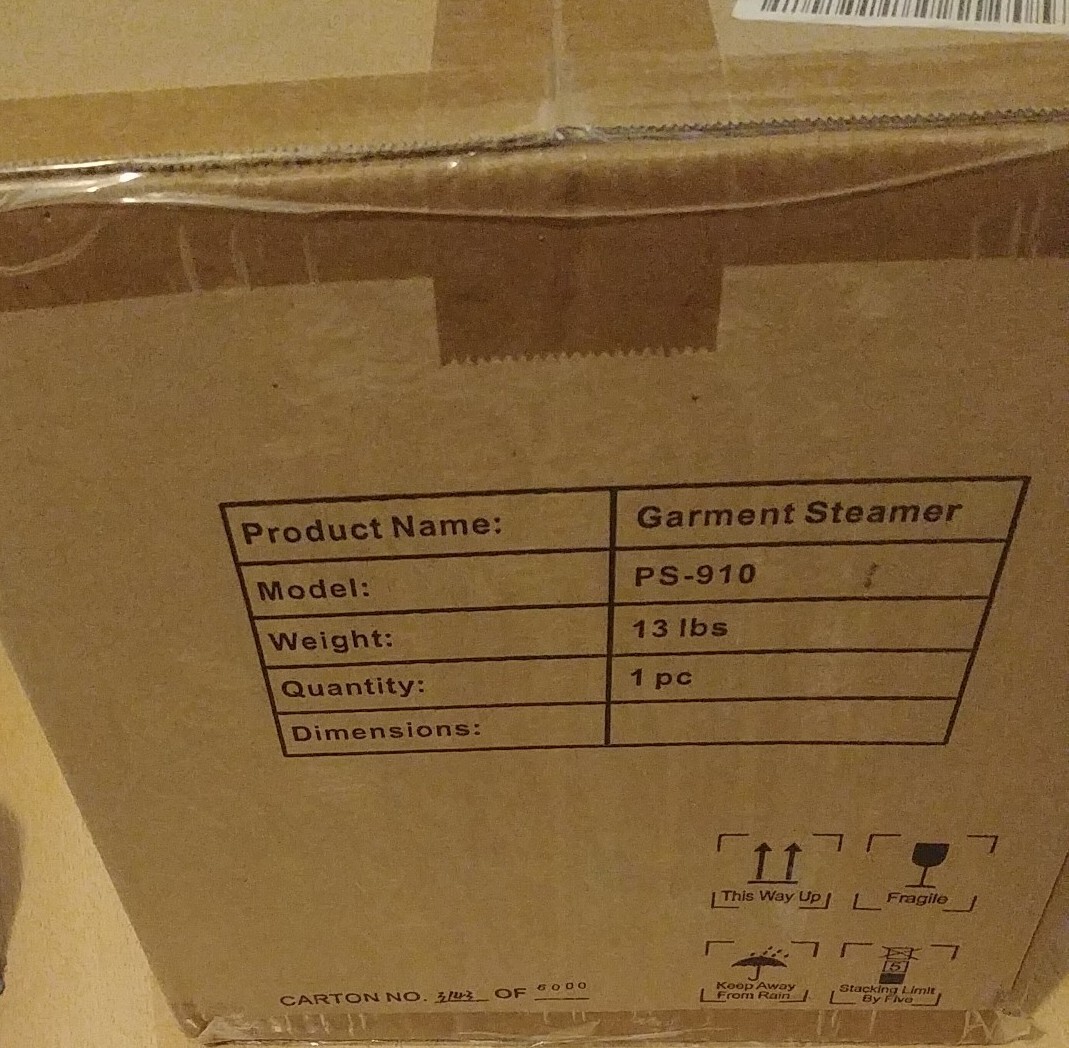 Product Name: Garment Steamer
Model: PS-910
Weight: 13 lbs
Quantity: 1 pc
Dimensions:
This Way Up
Fragile
5
Keep Away
From Rain
Stacking Limit
By Five
CARTON NO. OF 6000